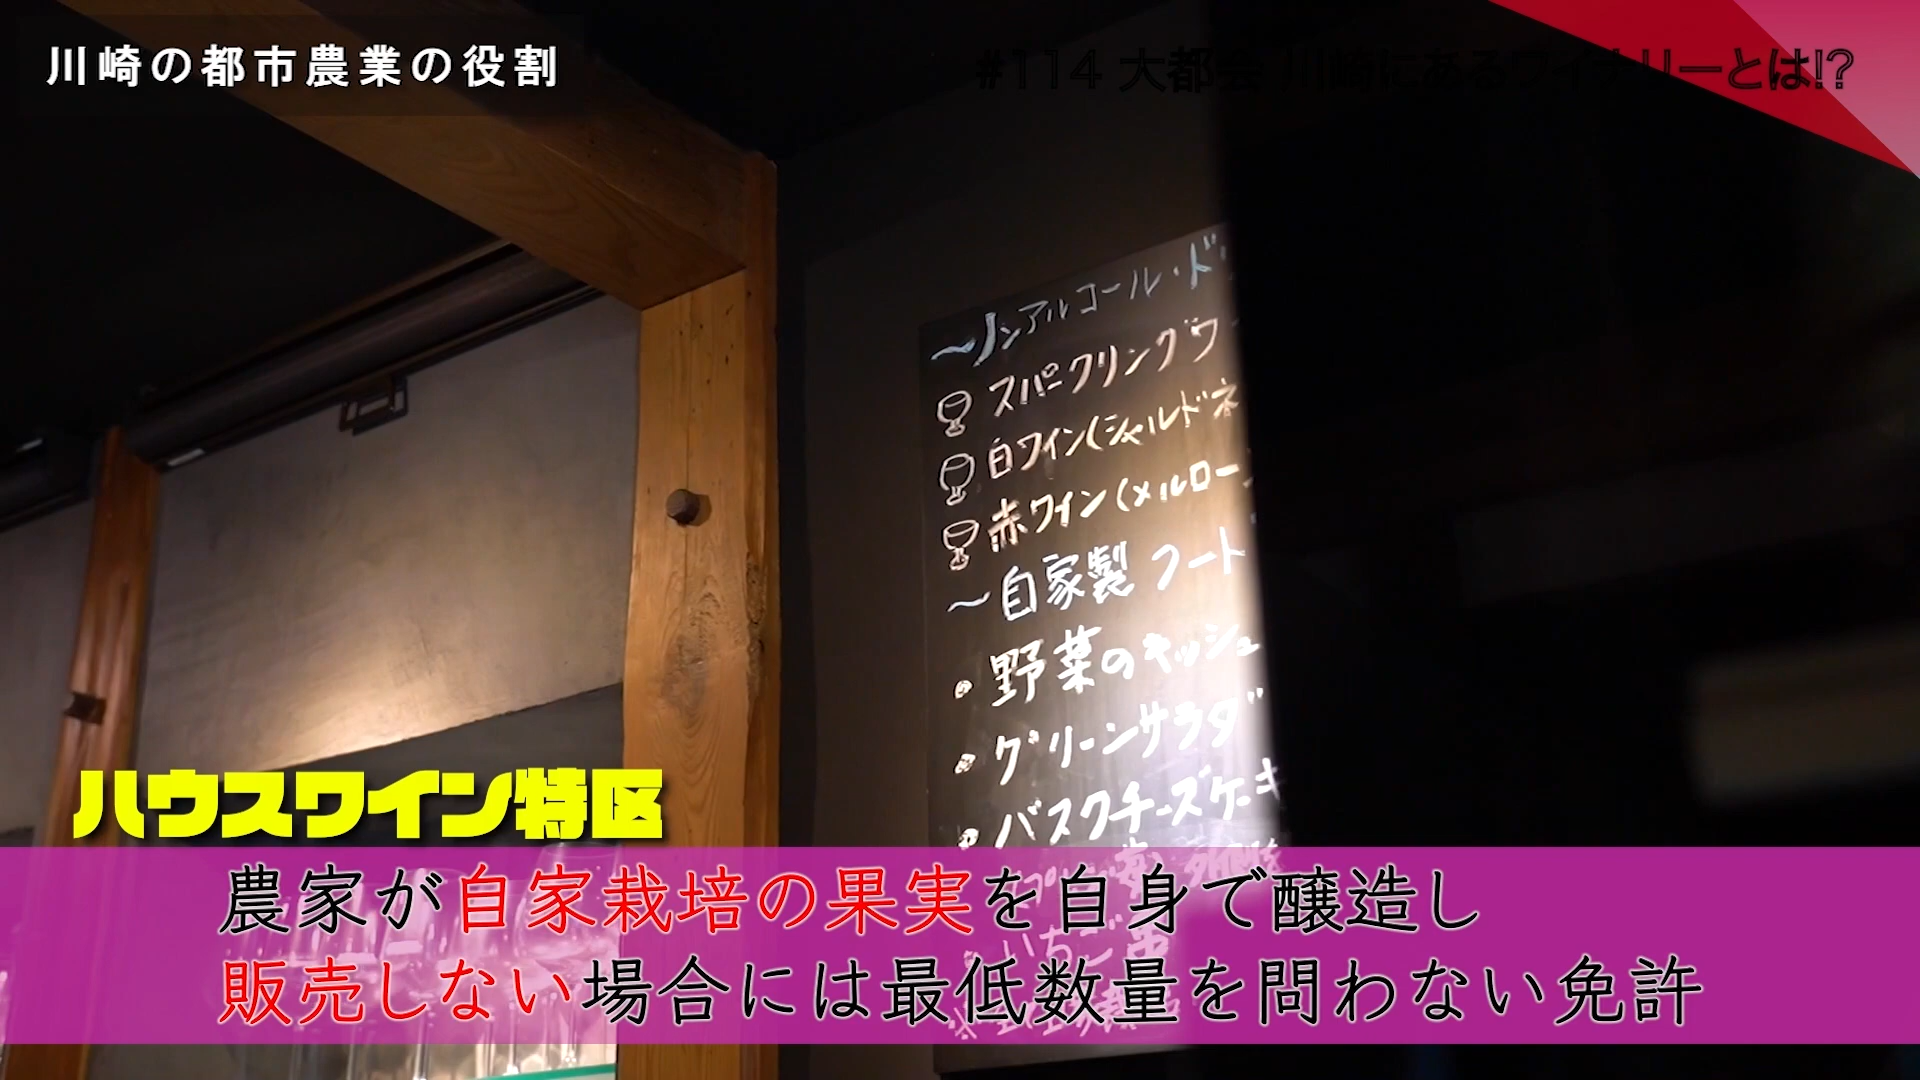 川崎の都市農業の役割
#114 大都会 川崎にあるワイナリーとは!?
～ノンアルコール・ド
スパークリングワ
白ワイン(シャルドネ
赤ワイン(メルロー
～自家製 フード
・野菜のキッシュ
・グリーンサラダ
・バスクチーズケーキ
ハウスワイン特区
農家が自家栽培の果実を自身で醸造し
販売しない場合には最低数量を問わない免許